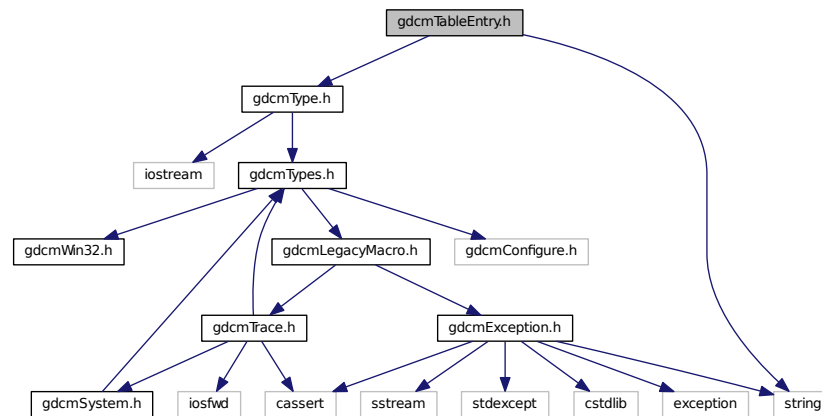 gdcmTableEntry.h
gdcmType.h
iostream
gdcmTypes.h
gdcmWin32.h
gdcmLegacyMacro.h
gdcmConfigure.h
gdcmTrace.h
gdcmException.h
gdcmSystem.h
iosfwd
cassert
sstream
stdexcept
cstdlib
exception
string